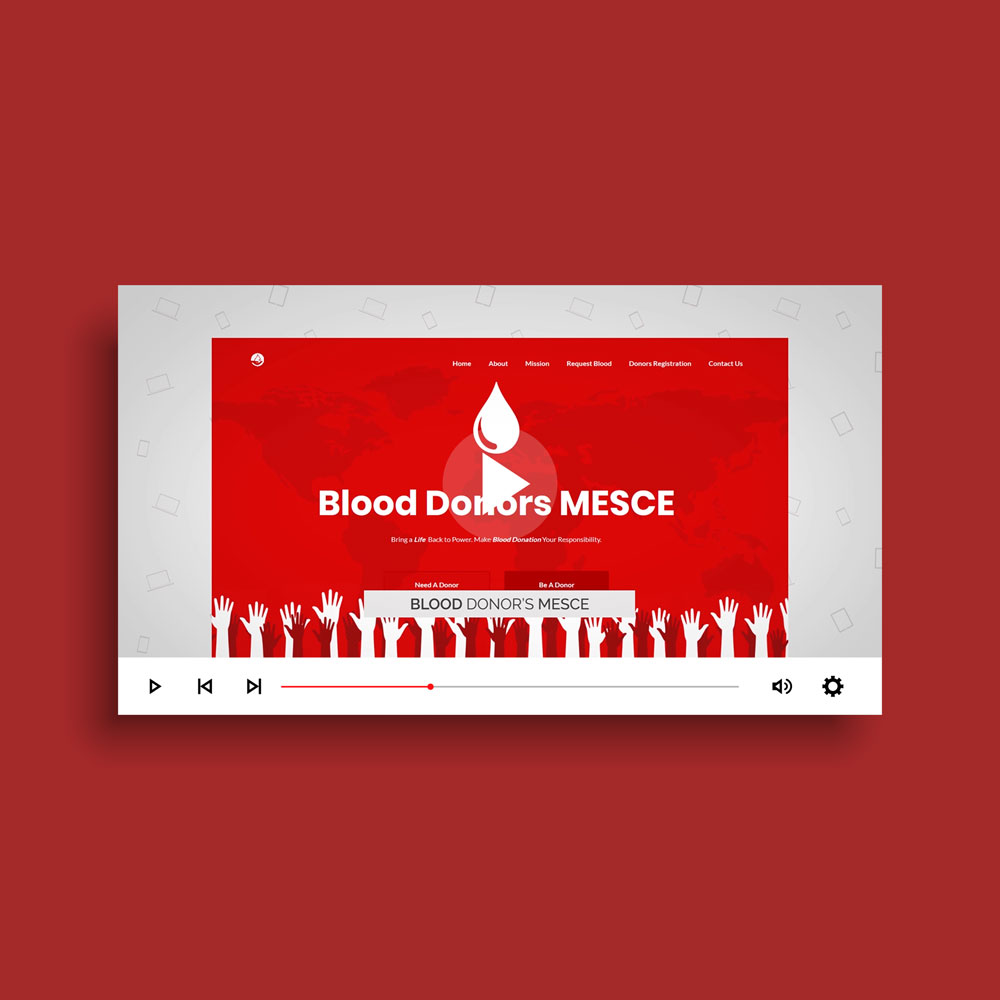 Home About Mission Request Blood Donors Registration Contact Us
Blood Donors MESCE
Bring a Life Back to Power. Make Blood Donation Your Responsibility.
Need A Donor Be A Donor
BLOOD DONOR'S MESCE